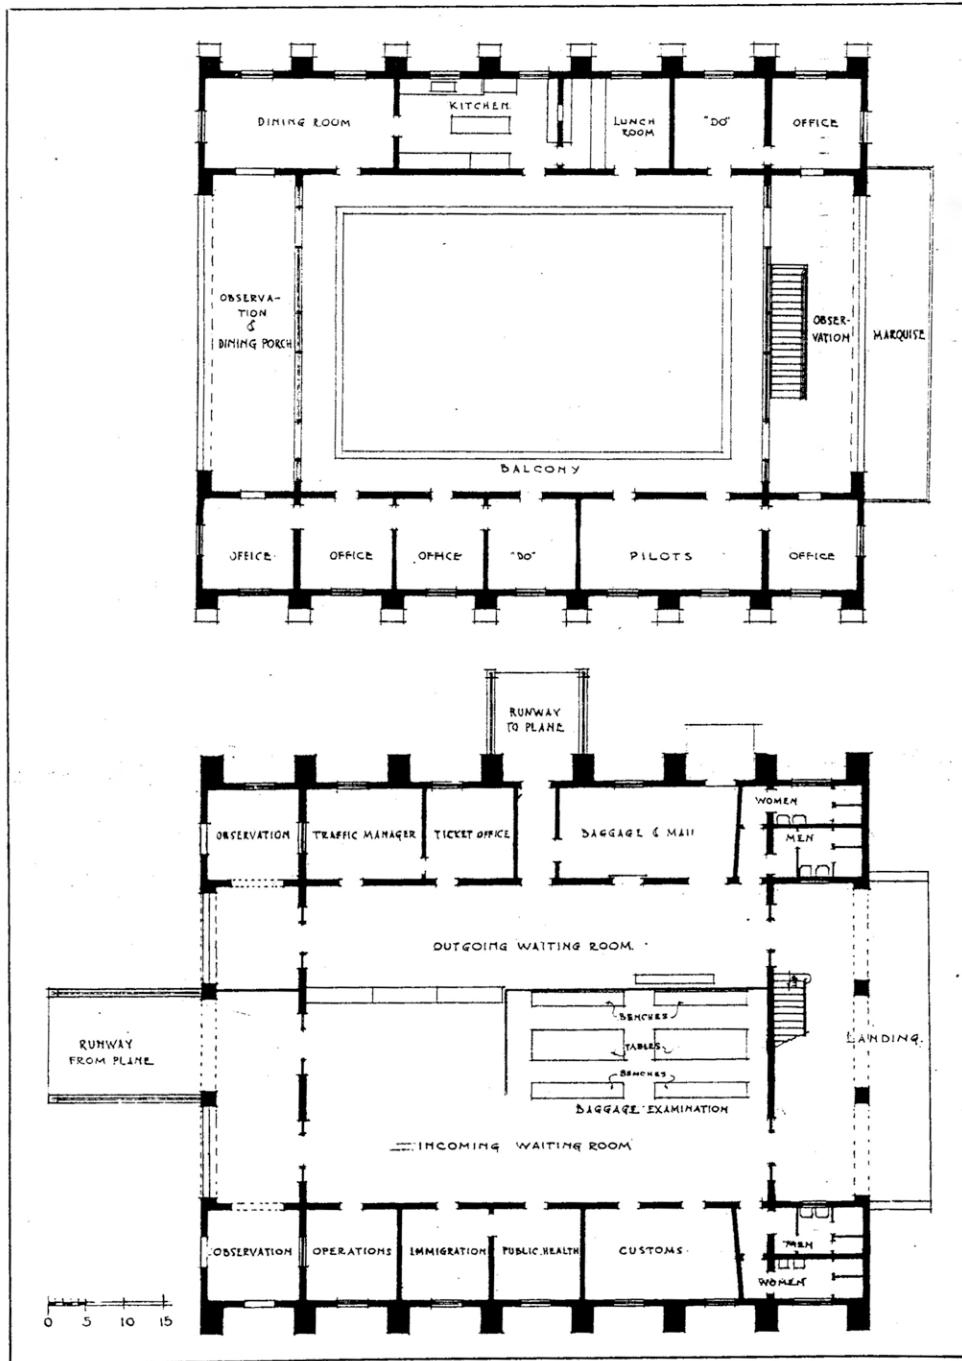 DINING ROOM
KITCHEN
LUNCH
ROOM
"DO"
OFFICE
OBSERVA-
TION
&
DINING PORCH
OBSER-
VATION
MARQUISE
BALCONY
OFFICE
OFFICE
OFFICE
"DO"
PILOTS
OFFICE
RUNWAY
TO PLANE
OBSERVATION
TRAFFIC MANAGER
TICKET OFFICE
BAGGAGE & MAIL
WOMEN
MEN
OUTGOING WAITING ROOM
BENCHES
TABLES
BENCHES
BAGGAGE EXAMINATION
RUNWAY
FROM PLANE
LANDING
INCOMING WAITING ROOM
OBSERVATION
OPERATIONS
IMMIGRATION
PUBLIC HEALTH
CUSTOMS
MEN
WOMEN
0 5 10 15